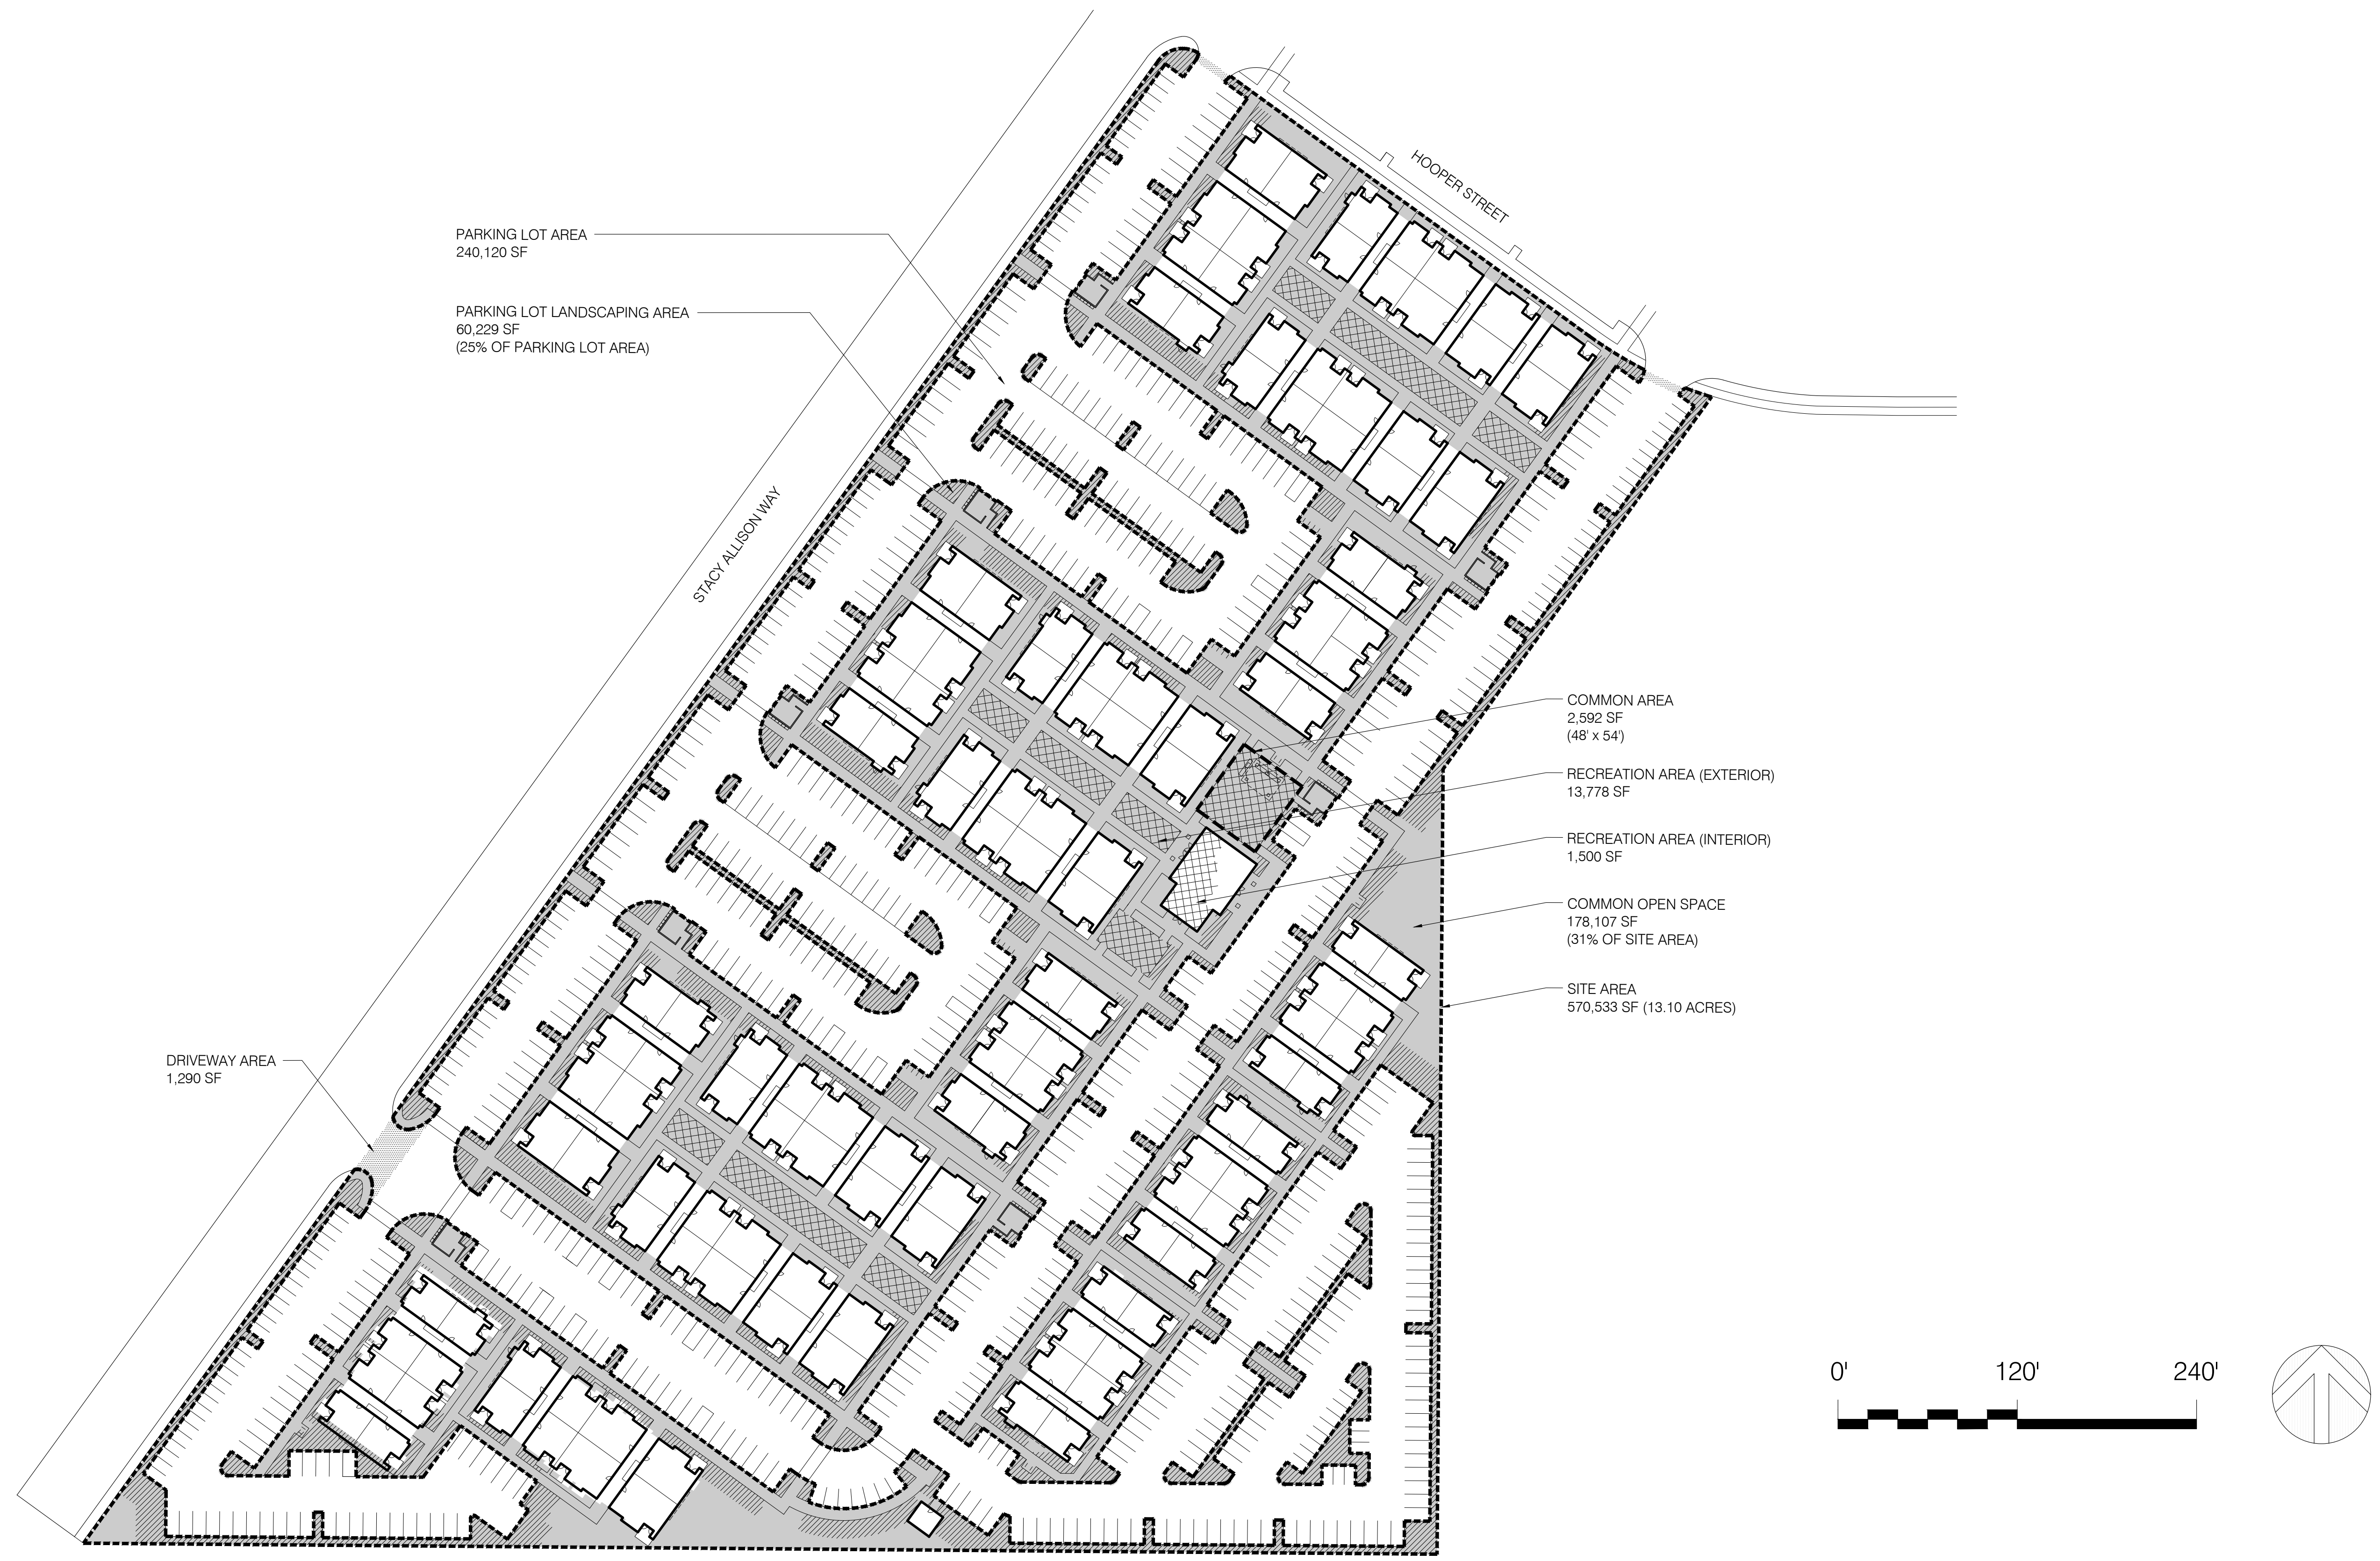 HOOPER STREET
PARKING LOT AREA
240,120 SF
PARKING LOT LANDSCAPING AREA
60,229 SF
(25% OF PARKING LOT AREA)
STACY ALLISON WAY
COMMON AREA
2,592 SF
(48' x 54')
RECREATION AREA (EXTERIOR)
13,778 SF
RECREATION AREA (INTERIOR)
1,500 SF
COMMON OPEN SPACE
178,107 SF
(31% OF SITE AREA)
SITE AREA
570,533 SF (13.10 ACRES)
DRIVEWAY AREA
1,290 SF
0' 120' 240'